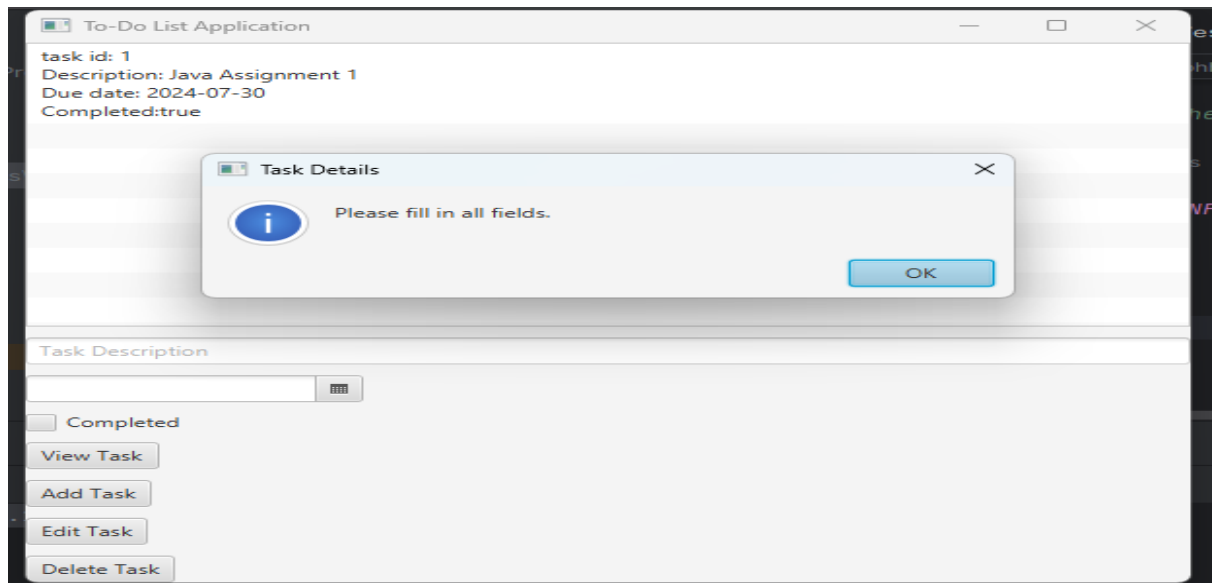 To-Do List Application
task id: 1
Description: Java Assignment 1
Due date: 2024-07-30
Completed:true
Task Details
Please fill in all fields.
OK
Task Description
Completed
View Task
Add Task
Edit Task
Delete Task